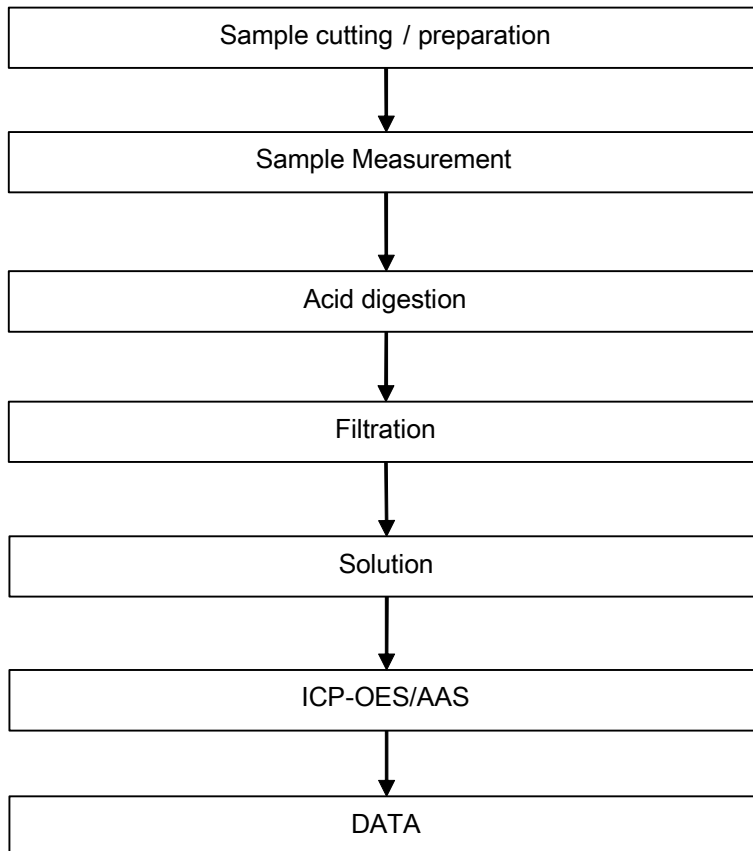 Sample cutting / preparation
Sample Measurement
Acid digestion
Filtration
Solution
ICP-OES/AAS
DATA